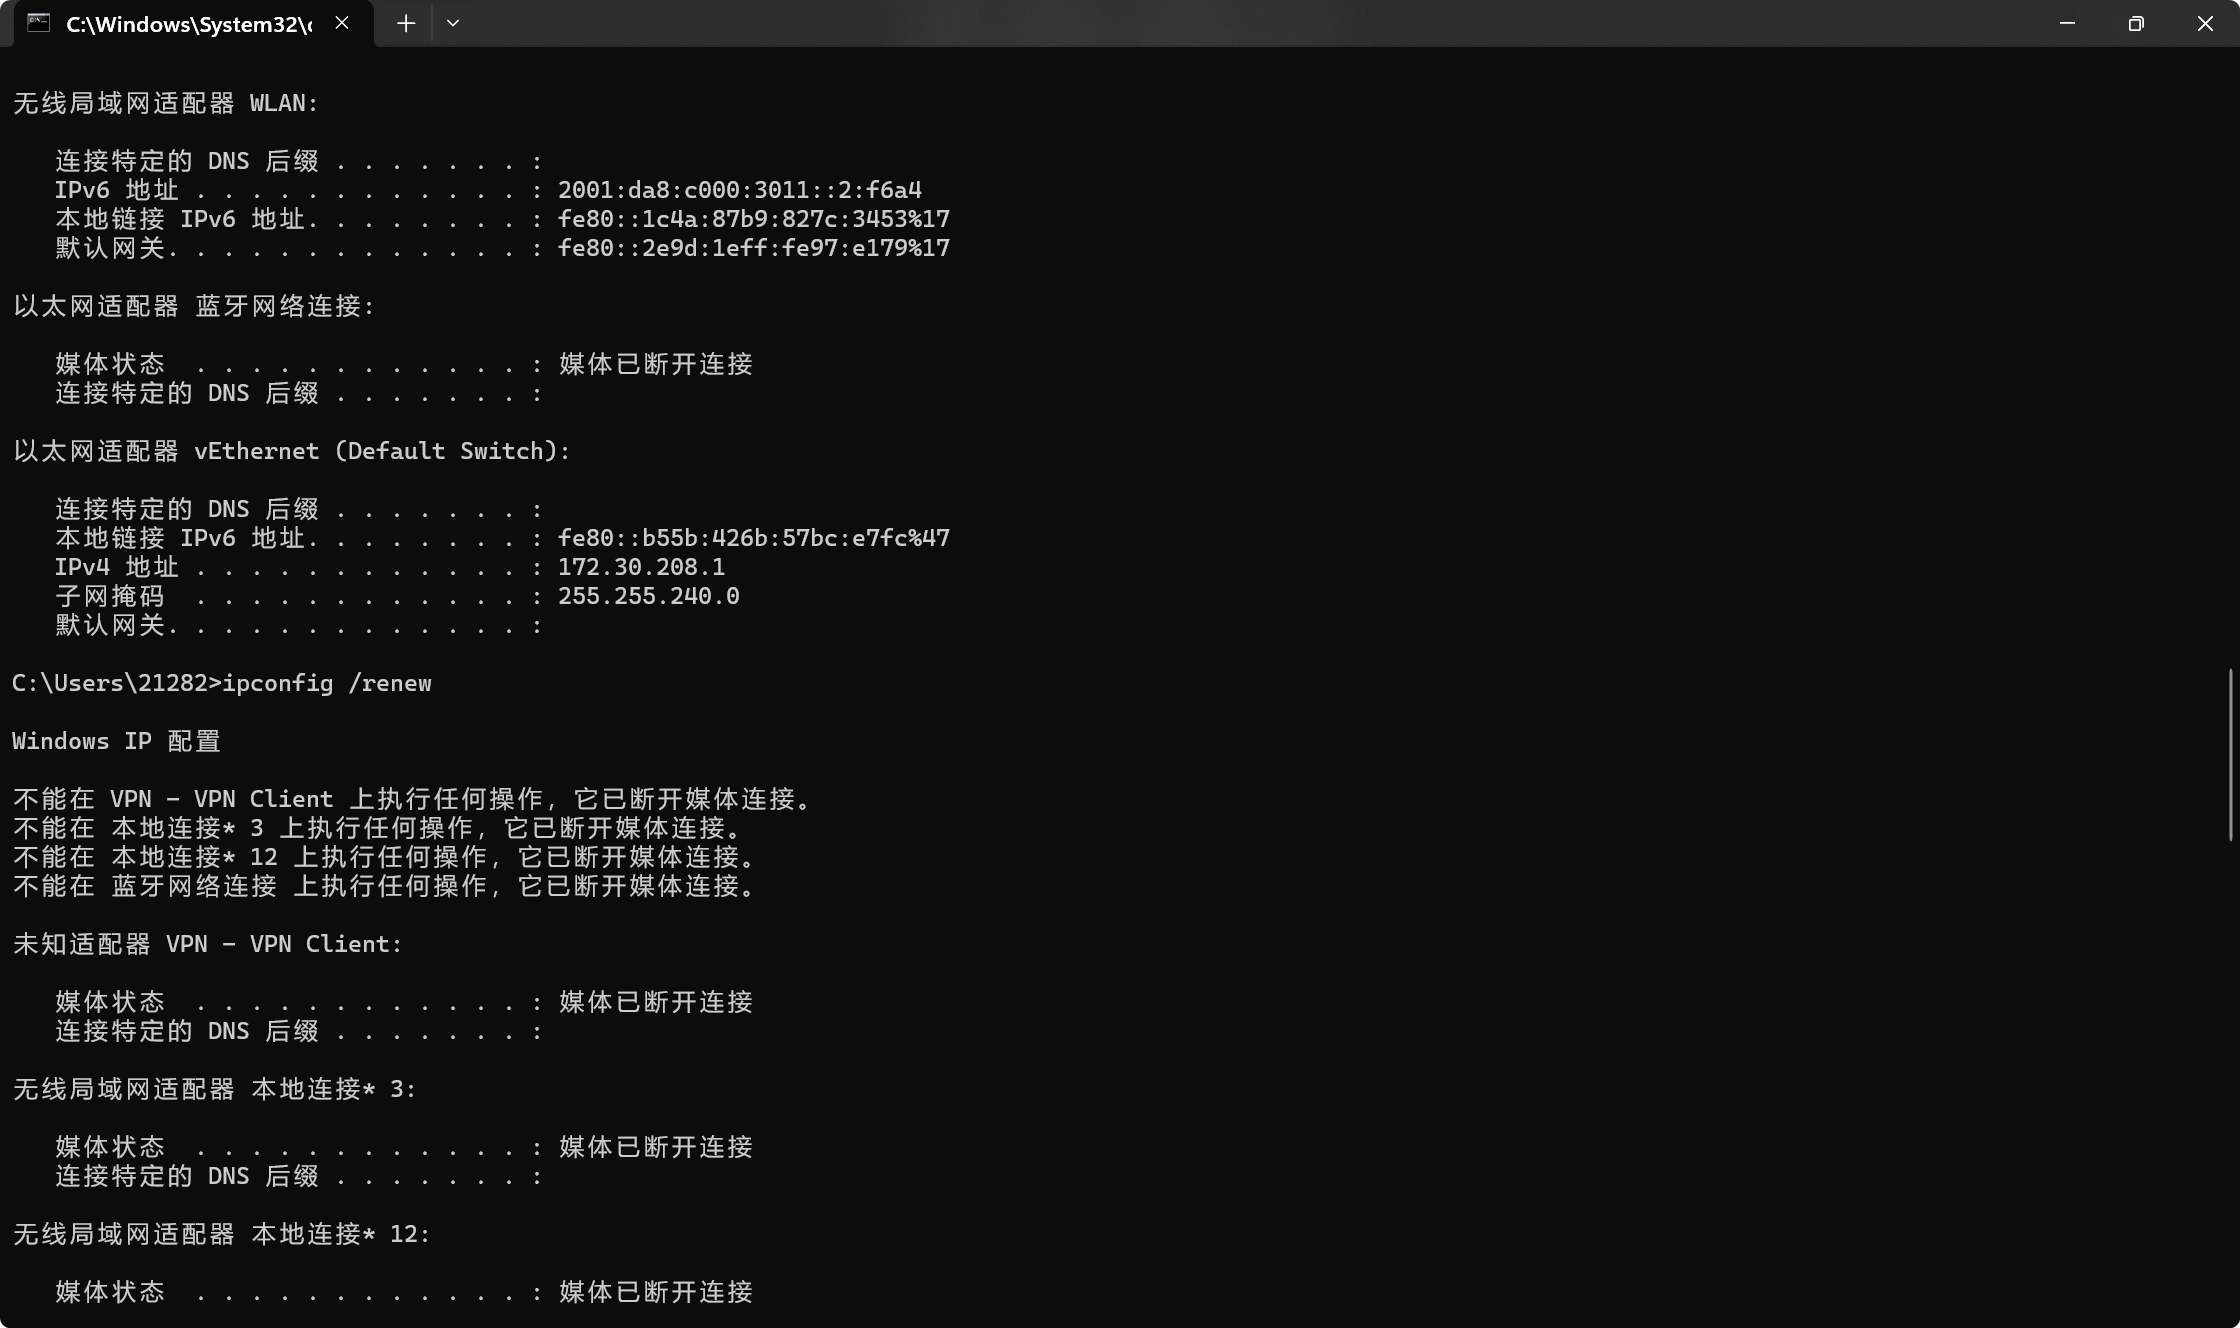 C:\Windows\System32\c
无线局域网适配器 WLAN:
连接特定的 DNS 后缀 . . . . . . . :
IPv6 地址 . . . . . . . . . . . . : 2001:da8:c000:3011::2:f6a4
本地链接 IPv6 地址. . . . . . . . : fe80::1c4a:87b9:827c:3453%17
默认网关. . . . . . . . . . . . . : fe80::2e9d:1eff:fe97:e179%17
以太网适配器 蓝牙网络连接:
媒体状态  . . . . . . . . . . . . : 媒体已断开连接
连接特定的 DNS 后缀 . . . . . . . :
以太网适配器 vEthernet (Default Switch):
连接特定的 DNS 后缀 . . . . . . . :
本地链接 IPv6 地址. . . . . . . . : fe80::b55b:426b:57bc:e7fc%47
IPv4 地址 . . . . . . . . . . . . : 172.30.208.1
子网掩码  . . . . . . . . . . . . : 255.255.240.0
默认网关. . . . . . . . . . . . . :
C:\Users\21282>ipconfig /renew
Windows IP 配置
不能在 VPN - VPN Client 上执行任何操作，它已断开媒体连接。
不能在 本地连接* 3 上执行任何操作，它已断开媒体连接。
不能在 本地连接* 12 上执行任何操作，它已断开媒体连接。
不能在 蓝牙网络连接 上执行任何操作，它已断开媒体连接。
未知适配器 VPN - VPN Client:
媒体状态  . . . . . . . . . . . . : 媒体已断开连接
连接特定的 DNS 后缀 . . . . . . . :
无线局域网适配器 本地连接* 3:
媒体状态  . . . . . . . . . . . . : 媒体已断开连接
连接特定的 DNS 后缀 . . . . . . . :
无线局域网适配器 本地连接* 12:
媒体状态  . . . . . . . . . . . . : 媒体已断开连接